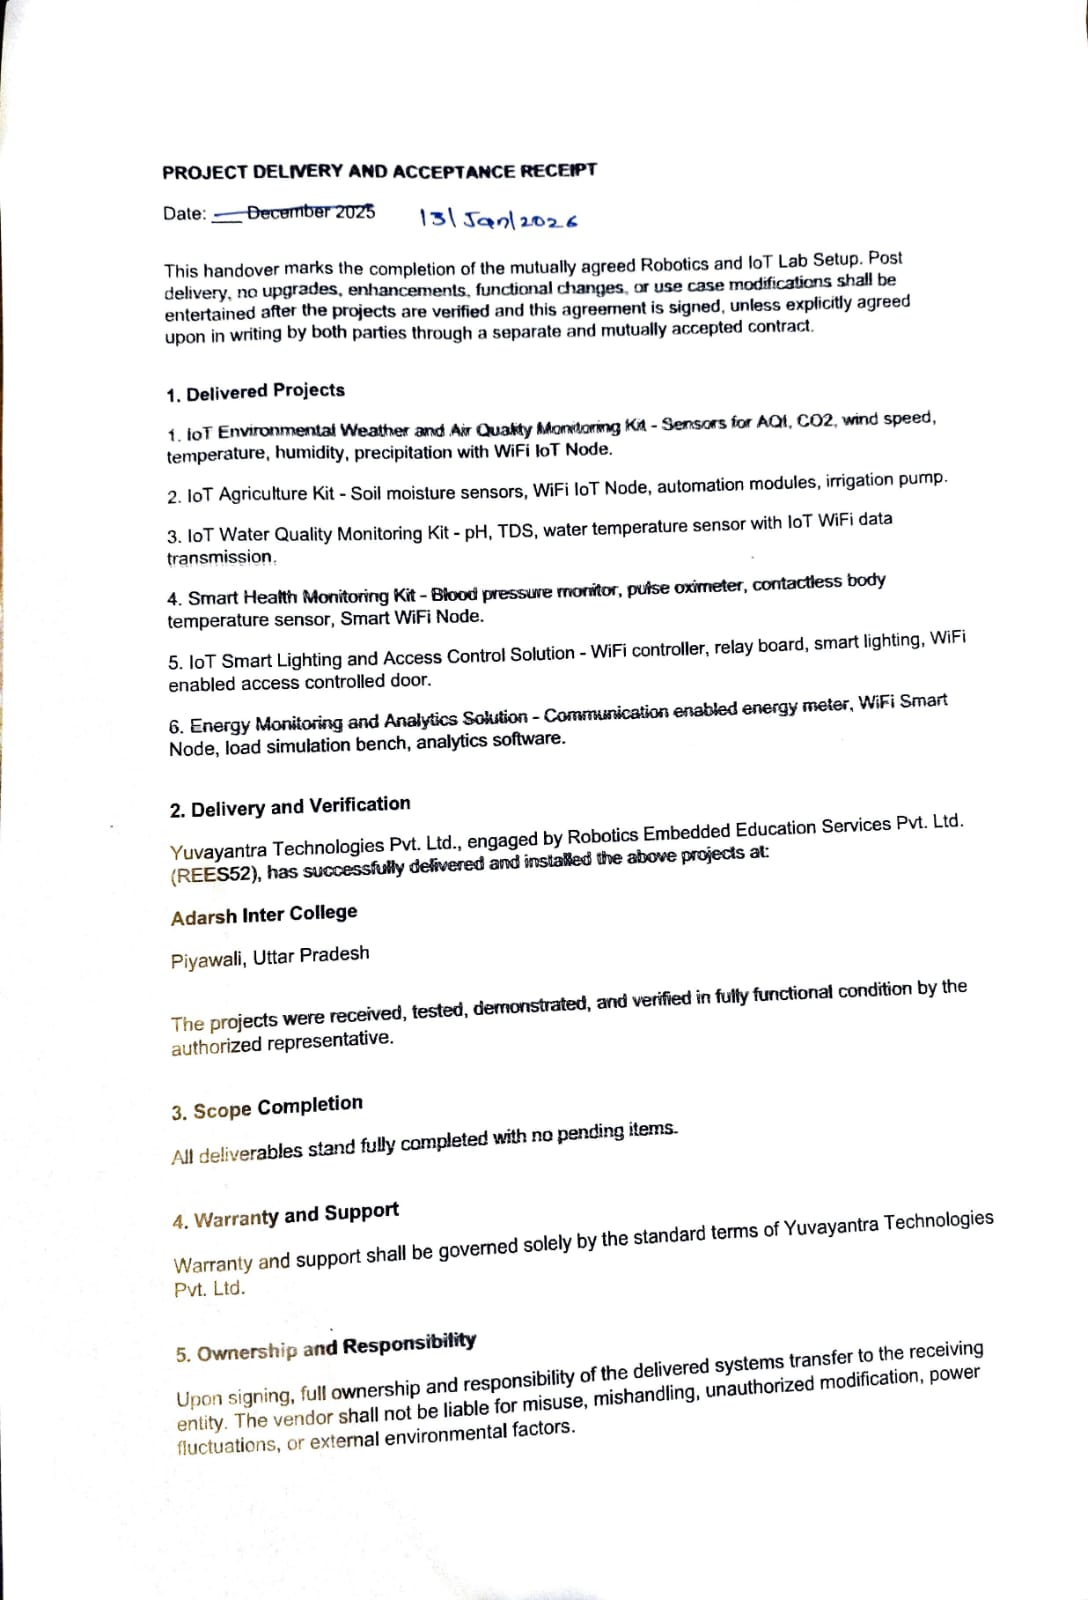 PROJECT DELIVERY AND ACCEPTANCE RECEIPT
Date: __ December 2025 13/Jan/2026
This handover marks the completion of the mutually agreed Robotics and IoT Lab Setup. Post
delivery, no upgrades, enhancements, functional changes, or use case modifications shall be
entertained after the projects are verified and this agreement is signed, unless explicitly agreed
upon in writing by both parties through a separate and mutually accepted contract.
1. Delivered Projects
1. IoT Environmental Weather and Air Quality Monitoring Kit - Sensors for AQI, CO2, wind speed,
temperature, humidity, precipitation with WiFi IoT Node.
2. IoT Agriculture Kit - Soil moisture sensors, WiFi IoT Node, automation modules, irrigation pump.
3. IoT Water Quality Monitoring Kit - pH, TDS, water temperature sensor with IoT WiFi data
transmission.
4. Smart Health Monitoring Kit - Blood pressure monitor, pulse oximeter, contactless body
temperature sensor, Smart WiFi Node.
5. IoT Smart Lighting and Access Control Solution - WiFi controller, relay board, smart lighting, WiFi
enabled access controlled door.
6. Energy Monitoring and Analytics Solution - Communication enabled energy meter, WiFi Smart
Node, load simulation bench, analytics software.
2. Delivery and Verification
Yuvayantra Technologies Pvt. Ltd., engaged by Robotics Embedded Education Services Pvt. Ltd.
(REES52), has successfully delivered and installed the above projects at:
Adarsh Inter College
Piyawali, Uttar Pradesh
The projects were received, tested, demonstrated, and verified in fully functional condition by the
authorized representative.
3. Scope Completion
All deliverables stand fully completed with no pending items.
4. Warranty and Support
Warranty and support shall be governed solely by the standard terms of Yuvayantra Technologies
Pvt. Ltd.
5. Ownership and Responsibility
Upon signing, full ownership and responsibility of the delivered systems transfer to the receiving
entity. The vendor shall not be liable for misuse, mishandling, unauthorized modification, power
fluctuations, or external environmental factors.